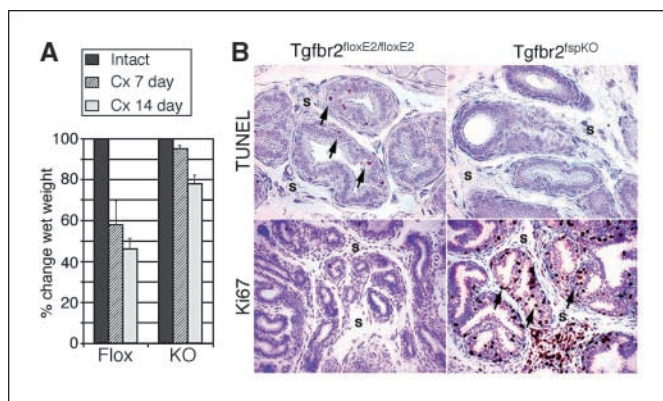 A
Intact
Cx 7 day
Cx 14 day
% change wet weight
100
80
60
40
20
0
Flox
KO
B
Tgfbr2floxE2/floxE2
Tgfbr2fspKO
TUNEL
Ki67
s
s
s
s
s
s
s
s
s